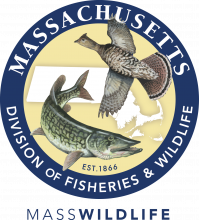 MASSACHUSETTS
DIVISION OF FISHERIES & WILDLIFE
EST.1866
MASSWILDLIFE